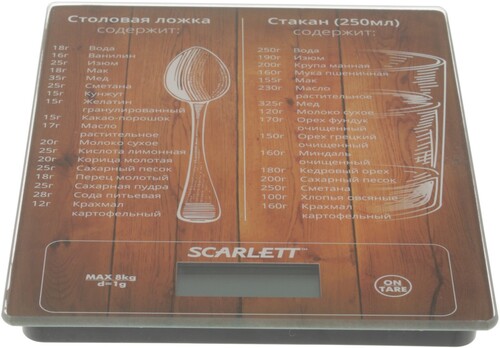 Столовая ложка
содержит:
18г Вода
16г Ванилин
25г Изюм
18г Мак
35г Мед
25г Сметана
15г Кунжут
15г Желатин
гранулированный
15г Какао-порошок
17г Масло
растительное
20г Молоко сухое
25г Кислота лимонная
20г Корица молотая
25г Сахарный песок
18г Перец молотый
25г Сахарная пудра
28г Сода питьевая
12г Крахмал
картофельный
Стакан (250мл)
содержит:
250г Вода
190г Изюм
200г Крупа манная
160г Мука пшеничная
155г Мак
230г Масло
растительное
325г Мед
120г Молоко сухое
170г Орех фундук
очищенный
150г Орех грецкий
очищенный
160г Миндаль
очищенный
180г Кедровый орех
200г Сахарный песок
250г Сметана
100г Хлопья овсяные
160г Крахмал
картофельный
SCARLETT
MAX 8kg
d=1g
ON
TARE